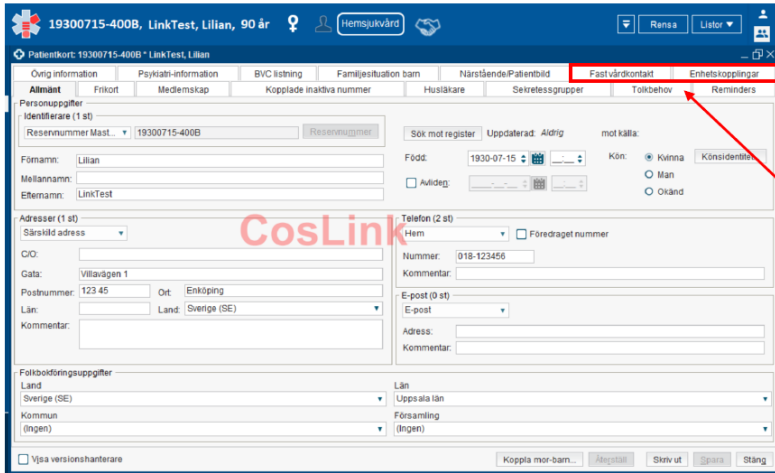 19300715-400B, LinkTest, Lilian, 90 år Hemsjukvård Rensa Listor
Patientkort: 19300715-400B * LinkTest, Lilian
Övrig information Psykiatri-information BVC listning Familjesituation barn Närstående/Patientbild Fast vårdkontakt Enhetskopplingar
Allmänt Frikort Medlemskap Kopplade inaktiva nummer Husläkare Sekretessgrupper Tolkbehov Reminders
Personuppgifter
Identifierare (1 st)
Reservnummer Mast... 19300715-400B Reservnummer Sök mot register Uppdaterad: Aldrig mot källa:
Förnamn: Lilian Född: 1930-07-15 Kön: Kvinna Könsidentitet...
Mellannamn: Man
Avliden:
Efternamn: LinkTest Okänd
Adresser (1 st) Telefon (2 st)
Särskild adress Hem Föredraget nummer
CosLink
C/O: Nummer: 018-123456
Gata: Villavägen 1 Kommentar:
Postnummer: 123 45 Ort: Enköping E-post (0 st)
Län: Land: Sverige (SE) E-post
Kommentar: Adress:
Kommentar:
Folkbokföringsuppgifter
Land Län
Sverige (SE) Uppsala län
Kommun Församling
(Ingen) (Ingen)
Visa versionshanterare Koppla mor-barn... Återställ Skriv ut Spara Stäng